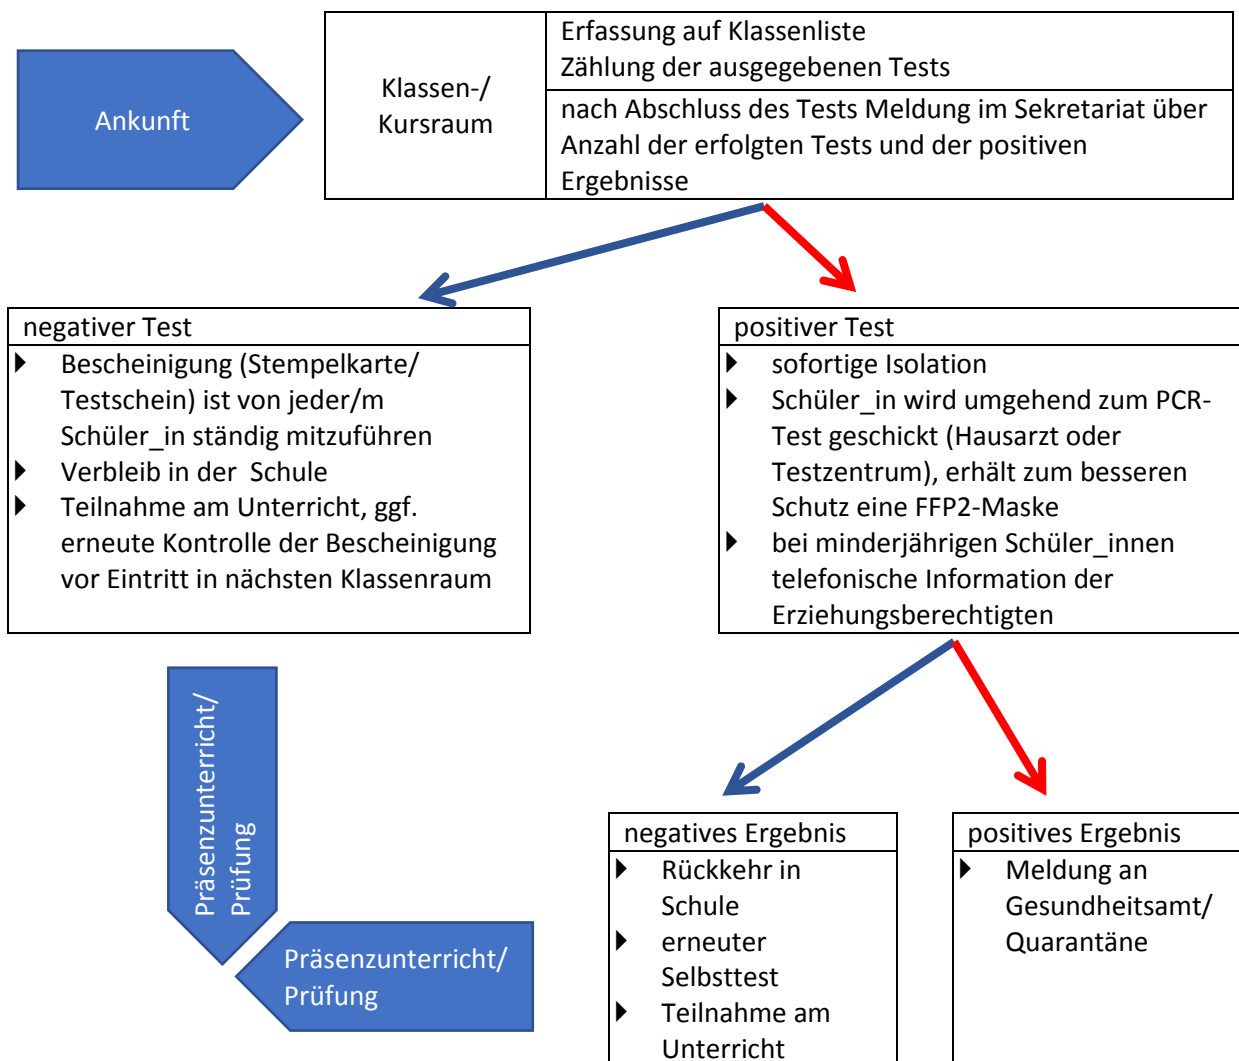 Ankunft
Klassen-/
Kursraum
Erfassung auf Klassenliste
Zählung der ausgegebenen Tests
nach Abschluss des Tests Meldung im Sekretariat über
Anzahl der erfolgten Tests und der positiven
Ergebnisse
negativer Test
Bescheinigung (Stempelkarte/
Testschein) ist von jeder/m
Schüler_in ständig mitzuführen
Verbleib in der Schule
Teilnahme am Unterricht, ggf.
erneute Kontrolle der Bescheinigung
vor Eintritt in nächsten Klassenraum
positiver Test
sofortige Isolation
Schüler_in wird umgehend zum PCR-
Test geschickt (Hausarzt oder
Testzentrum), erhält zum besseren
Schutz eine FFP2-Maske
bei minderjährigen Schüler_innen
telefonische Information der
Erziehungsberechtigten
Präsenzunterricht/
Prüfung
Präsenzunterricht/
Prüfung
negatives Ergebnis
Rückkehr in
Schule
erneuter
Selbsttest
Teilnahme am
Unterricht
positives Ergebnis
Meldung an
Gesundheitsamt/
Quarantäne